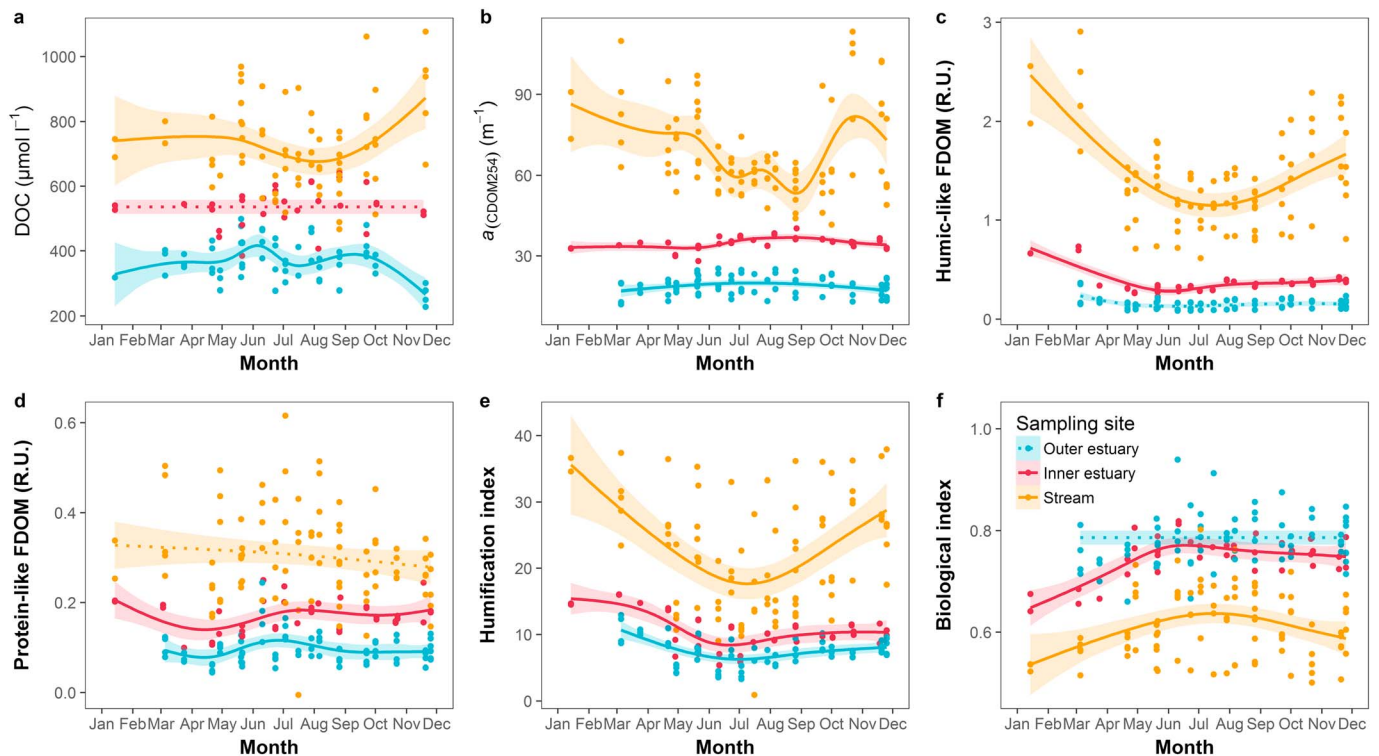 a
DOC (μmol l⁻¹)
1000
800
600
400
200
Jan Feb Mar Apr May Jun Jul Aug Sep Oct Nov Dec
Month
b
a(CDOM254) (m⁻¹)
90
60
30
Jan Feb Mar Apr May Jun Jul Aug Sep Oct Nov Dec
Month
c
Humic-like FDOM (R.U.)
3
2
1
0
Jan Feb Mar Apr May Jun Jul Aug Sep Oct Nov Dec
Month
d
Protein-like FDOM (R.U.)
0.6
0.4
0.2
0.0
Jan Feb Mar Apr May Jun Jul Aug Sep Oct Nov Dec
Month
e
Humification index
40
30
20
10
0
Jan Feb Mar Apr May Jun Jul Aug Sep Oct Nov Dec
Month
f
Biological index
1.0
0.8
0.6
Sampling site
Outer estuary
Inner estuary
Stream
Jan Feb Mar Apr May Jun Jul Aug Sep Oct Nov Dec
Month